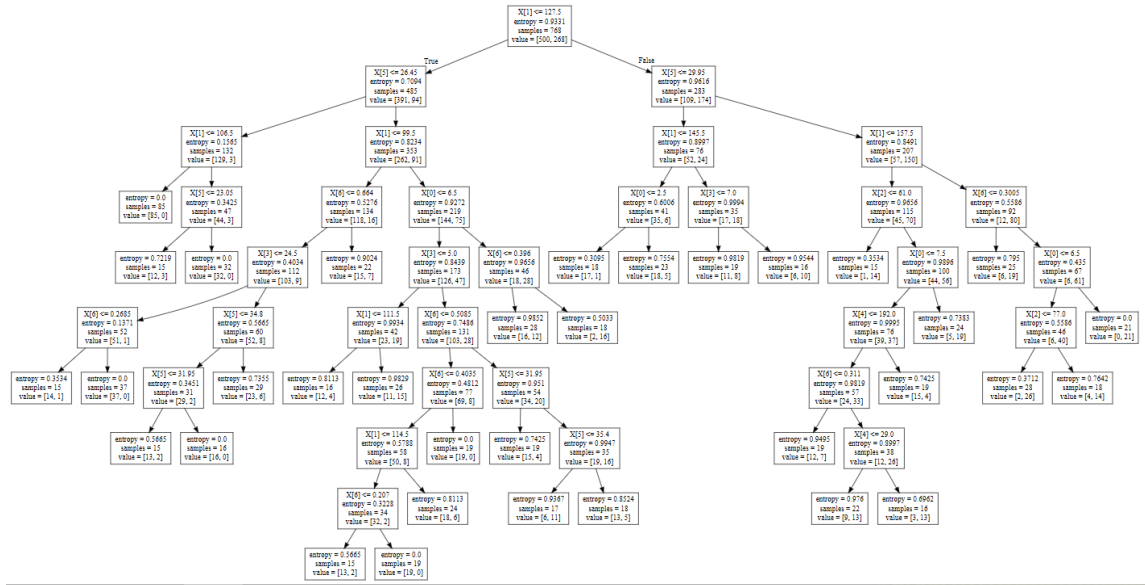 X[1] <= 127.5
entropy = 0.9331
samples = 768
value = [500, 268]
True
False
X[5] <= 26.45
entropy = 0.7094
samples = 485
value = [391, 94]
X[5] <= 29.95
entropy = 0.9616
samples = 283
value = [109, 174]
X[1] <= 106.5
entropy = 0.1565
samples = 132
value = [129, 3]
X[1] <= 99.5
entropy = 0.8234
samples = 353
value = [262, 91]
X[1] <= 145.5
entropy = 0.8997
samples = 76
value = [52, 24]
X[1] <= 157.5
entropy = 0.8491
samples = 207
value = [57, 150]
entropy = 0.0
samples = 85
value = [85, 0]
X[5] <= 23.05
entropy = 0.3425
samples = 47
value = [44, 3]
X[6] <= 0.664
entropy = 0.5276
samples = 134
value = [118, 16]
X[0] <= 6.5
entropy = 0.9272
samples = 219
value = [144, 75]
X[0] <= 2.5
entropy = 0.6006
samples = 41
value = [35, 6]
X[3] <= 7.0
entropy = 0.9994
samples = 35
value = [17, 18]
X[2] <= 61.0
entropy = 0.9656
samples = 115
value = [45, 70]
X[6] <= 0.3005
entropy = 0.5586
samples = 92
value = [12, 80]
entropy = 0.7219
samples = 15
value = [12, 3]
entropy = 0.0
samples = 32
value = [32, 0]
X[3] <= 24.5
entropy = 0.4034
samples = 112
value = [103, 9]
entropy = 0.9024
samples = 22
value = [15, 7]
X[3] <= 5.0
entropy = 0.8439
samples = 173
value = [126, 47]
X[6] <= 0.396
entropy = 0.9656
samples = 46
value = [18, 28]
entropy = 0.3095
samples = 18
value = [17, 1]
entropy = 0.7554
samples = 23
value = [18, 5]
entropy = 0.9819
samples = 19
value = [11, 8]
entropy = 0.9544
samples = 16
value = [6, 10]
entropy = 0.3534
samples = 15
value = [1, 14]
X[0] <= 7.5
entropy = 0.9896
samples = 100
value = [44, 56]
entropy = 0.795
samples = 25
value = [6, 19]
X[0] <= 6.5
entropy = 0.435
samples = 67
value = [6, 61]
X[6] <= 0.2685
entropy = 0.1371
samples = 52
value = [51, 1]
X[5] <= 34.8
entropy = 0.5665
samples = 60
value = [52, 8]
X[1] <= 111.5
entropy = 0.9934
samples = 42
value = [23, 19]
X[6] <= 0.5085
entropy = 0.7486
samples = 131
value = [103, 28]
entropy = 0.9852
samples = 28
value = [16, 12]
entropy = 0.5033
samples = 18
value = [2, 16]
X[4] <= 192.0
entropy = 0.9995
samples = 76
value = [39, 37]
entropy = 0.7383
samples = 24
value = [5, 19]
X[2] <= 77.0
entropy = 0.5586
samples = 46
value = [6, 40]
entropy = 0.0
samples = 21
value = [0, 21]
entropy = 0.3534
samples = 15
value = [14, 1]
entropy = 0.0
samples = 37
value = [37, 0]
X[5] <= 31.95
entropy = 0.3451
samples = 31
value = [29, 2]
entropy = 0.7355
samples = 29
value = [23, 6]
entropy = 0.8113
samples = 16
value = [12, 4]
entropy = 0.9829
samples = 26
value = [11, 15]
X[6] <= 0.4035
entropy = 0.4812
samples = 77
value = [69, 8]
X[5] <= 31.95
entropy = 0.951
samples = 54
value = [34, 20]
X[6] <= 0.311
entropy = 0.9819
samples = 57
value = [24, 33]
entropy = 0.7425
samples = 19
value = [15, 4]
entropy = 0.3712
samples = 28
value = [2, 26]
entropy = 0.7642
samples = 18
value = [4, 14]
entropy = 0.5665
samples = 15
value = [13, 2]
entropy = 0.0
samples = 16
value = [16, 0]
X[1] <= 114.5
entropy = 0.5788
samples = 58
value = [50, 8]
entropy = 0.0
samples = 19
value = [19, 0]
entropy = 0.7425
samples = 19
value = [15, 4]
X[5] <= 35.4
entropy = 0.9947
samples = 35
value = [19, 16]
entropy = 0.9495
samples = 19
value = [12, 7]
X[4] <= 29.0
entropy = 0.8997
samples = 38
value = [12, 26]
X[6] <= 0.207
entropy = 0.3228
samples = 34
value = [32, 2]
entropy = 0.8113
samples = 24
value = [18, 6]
entropy = 0.9367
samples = 17
value = [6, 11]
entropy = 0.8524
samples = 18
value = [13, 5]
entropy = 0.976
samples = 22
value = [9, 13]
entropy = 0.6962
samples = 16
value = [3, 13]
entropy = 0.5665
samples = 15
value = [13, 2]
entropy = 0.0
samples = 19
value = [19, 0]